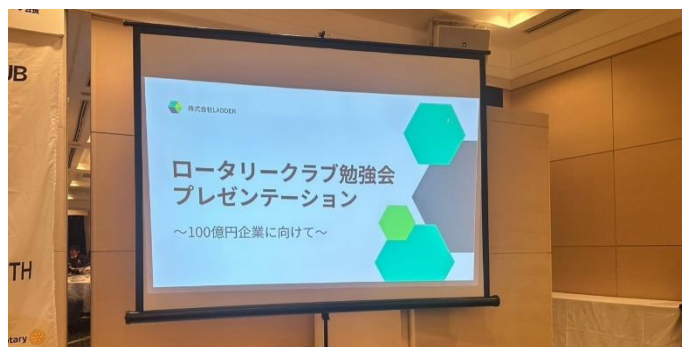 UB
TH
tary
株式会社LADDER
ロータリークラブ勉強会
プレゼンテーション
～100億円企業に向けて～